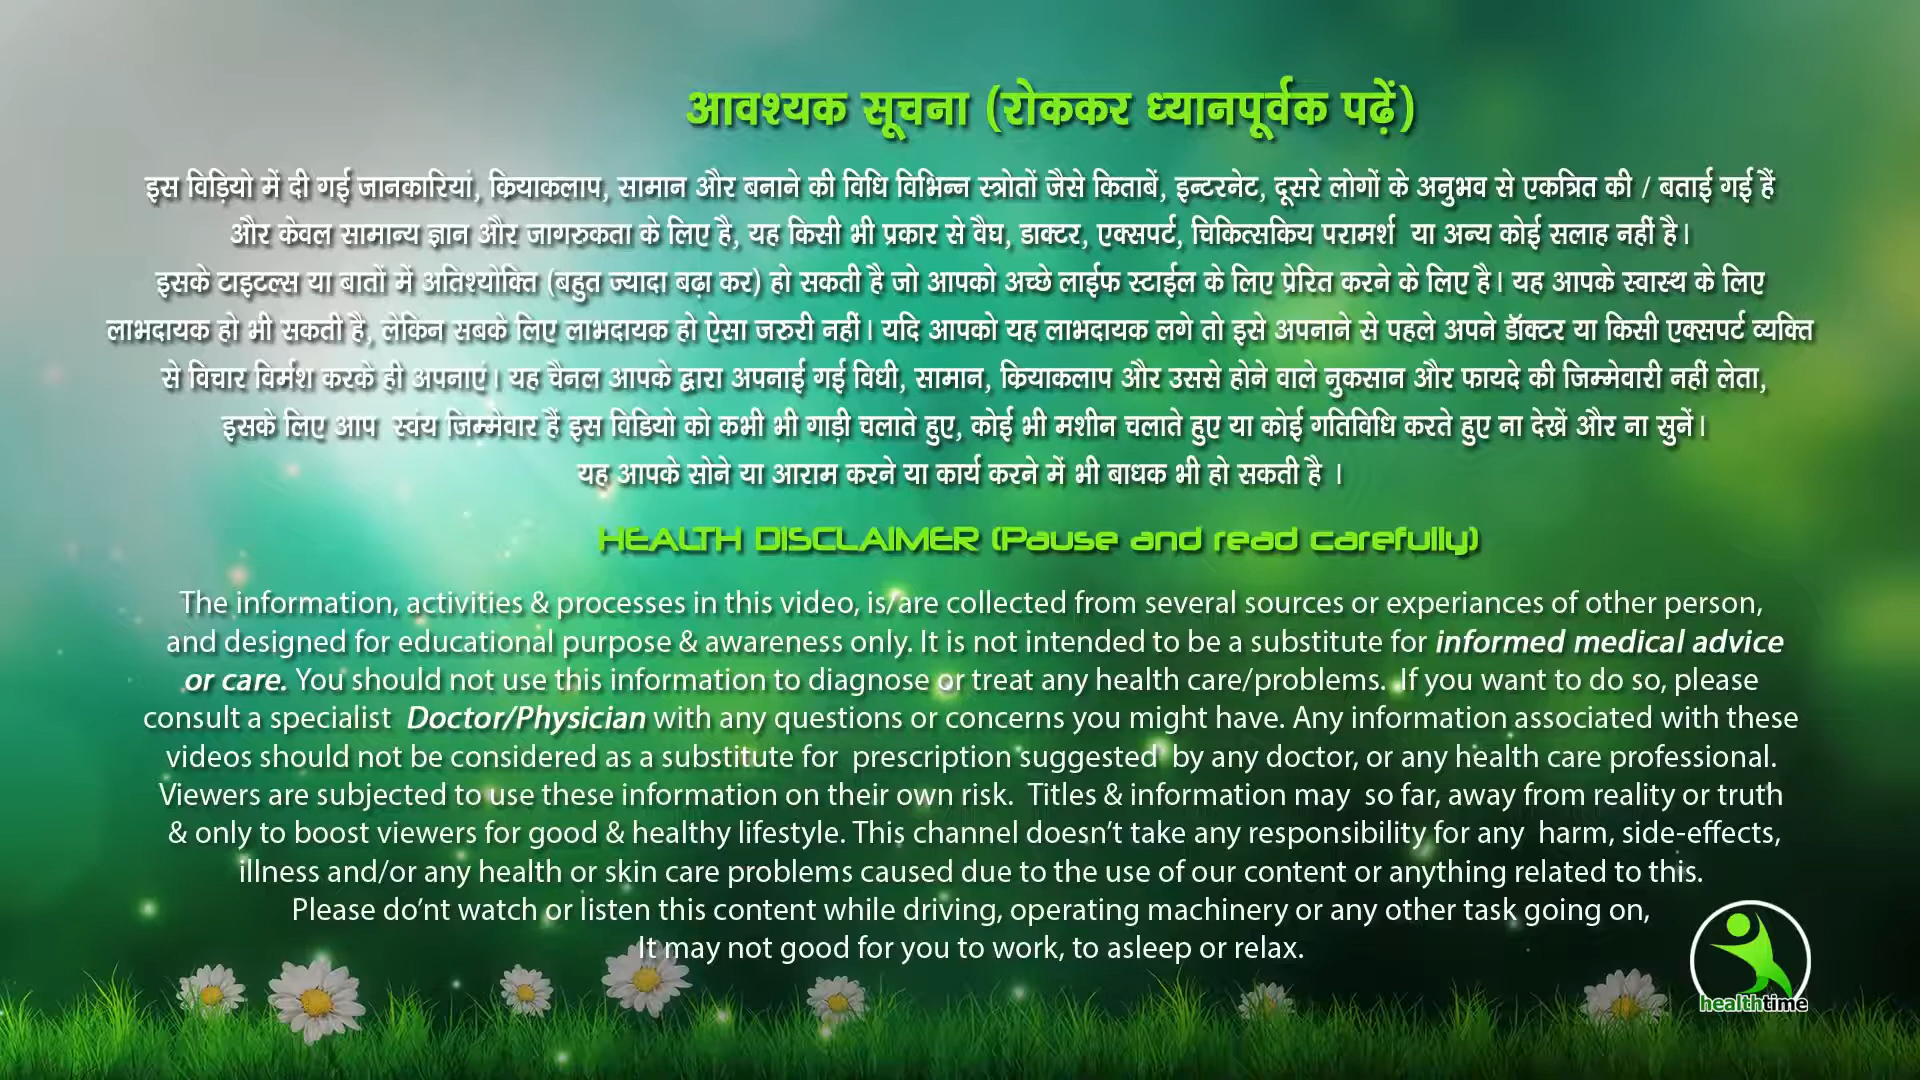 आवश्यक सूचना (रोककर ध्यानपूर्वक पढ़ें)
इस विड़ियो में दी गई जानकारियां, क्रियाकलाप, सामान और बनाने की विधि विभिन्न स्त्रोतों जैसे किताबें, इन्टरनेट, दूसरे लोगों के अनुभव से एकत्रित की / बताई गई हैं
और केवल सामान्य ज्ञान और जागरुकता के लिए है, यह किसी भी प्रकार से वैघ, डाक्टर, एक्सपर्ट, चिकित्सकिय परामर्श या अन्य कोई सलाह नहीं है।
इसके टाइटल्स या बातों में अतिश्योक्ति (बहुत ज्यादा बढ़ा कर) हो सकती है जो आपको अच्छे लाईफ स्टाईल के लिए प्रेरित करने के लिए है। यह आपके स्वास्थ के लिए
लाभदायक हो भी सकती है, लेकिन सबके लिए लाभदायक हो ऐसा जरुरी नहीं। यदि आपको यह लाभदायक लगे तो इसे अपनाने से पहले अपने डॅाक्टर या किसी एक्सपर्ट व्यक्ति
से विचार विर्मश करके ही अपनाएं। यह चैनल आपके द्वारा अपनाई गई विधी, सामान, क्रियाकलाप और उससे होने वाले नुकसान और फायदे की जिम्मेवारी नहीं लेता,
इसके लिए आप स्वंय जिम्मेवार हैं इस विडियो को कभी भी गाड़ी चलाते हुए, कोई भी मशीन चलाते हुए या कोई गतिविधि करते हुए ना देखें और ना सुनें।
यह आपके सोने या आराम करने या कार्य करने में भी बाधक भी हो सकती है ।
HEALTH DISCLAIMER (Pause and read carefully)
The information, activities & processes in this video, is/are collected from several sources or experiances of other person,
and designed for educational purpose & awareness only. It is not intended to be a substitute for informed medical advice
or care. You should not use this information to diagnose or treat any health care/problems. If you want to do so, please
consult a specialist Doctor/Physician with any questions or concerns you might have. Any information associated with these
videos should not be considered as a substitute for prescription suggested by any doctor, or any health care professional.
Viewers are subjected to use these information on their own risk. Titles & information may so far, away from reality or truth
& only to boost viewers for good & healthy lifestyle. This channel doesn't take any responsibility for any harm, side-effects,
illness and/or any health or skin care problems caused due to the use of our content or anything related to this.
Please do'nt watch or listen this content while driving, operating machinery or any other task going on,
It may not good for you to work, to asleep or relax.
healthtime